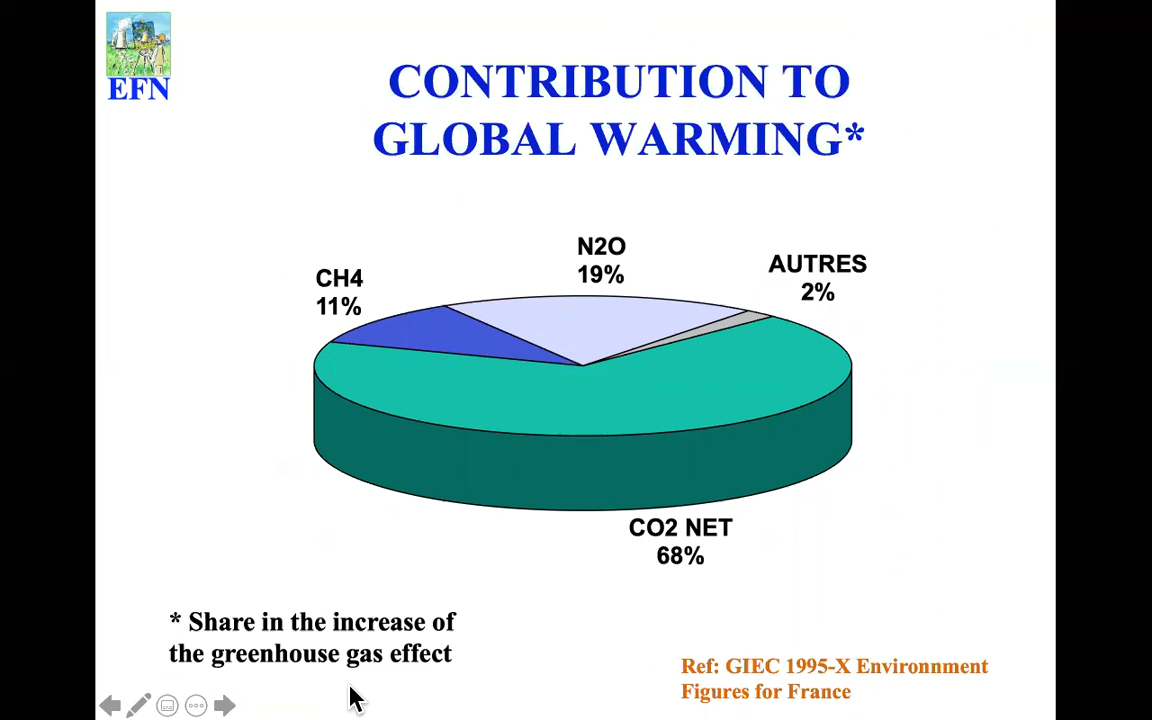 EFN
CONTRIBUTION TO
GLOBAL WARMING*
N2O
19%
AUTRES
2%
CH4
11%
CO2 NET
68%
* Share in the increase of
the greenhouse gas effect
Ref: GIEC 1995-X Environnment
Figures for France